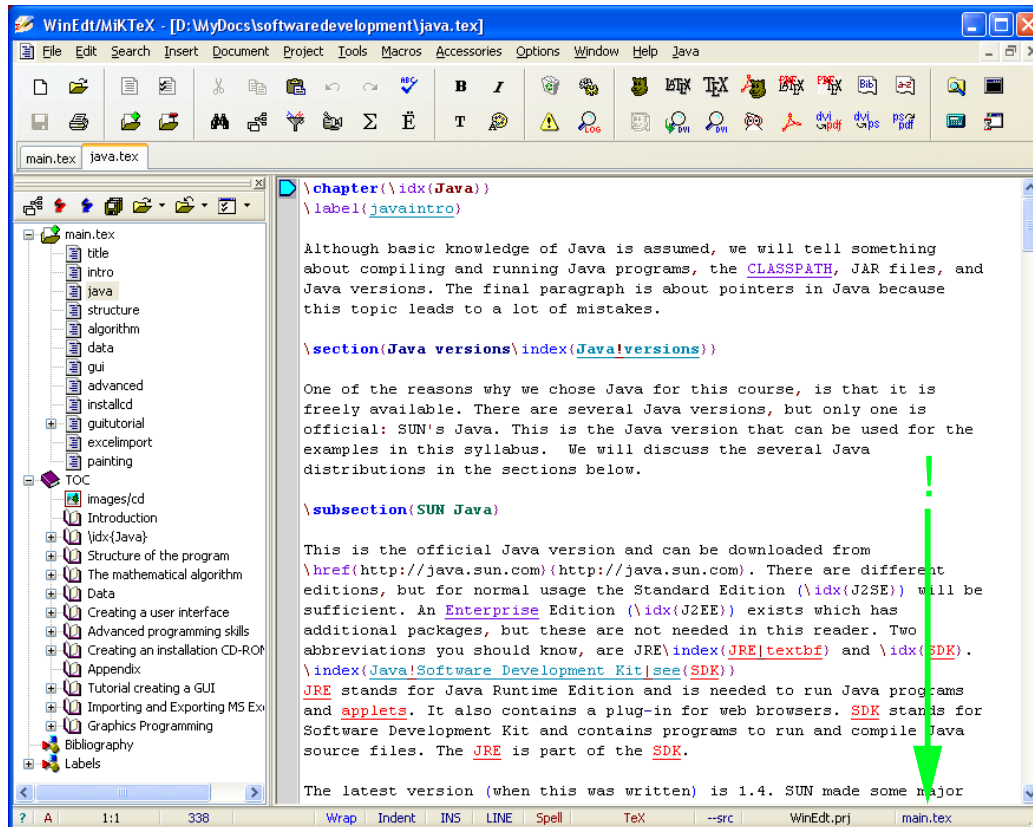 WinEdt/MiKTeX - [D:\MyDocs\softwaredevelopment\java.tex]
File Edit Search Insert Document Project Tools Macros Accessories Options Window Help Java
main.tex java.tex
main.tex
title
intro
java
structure
algorithm
data
gui
advanced
installcd
guitutorial
excelimport
painting
TOC
images/cd
Introduction
\idx{Java}
Structure of the program
The mathematical algorithm
Data
Creating a user interface
Advanced programming skills
Creating an installation CD-ROM
Appendix
Tutorial creating a GUI
Importing and Exporting MS Ex
Graphics Programming
Bibliography
Labels
\chapter{\idx{Java}}
\label{javaintro}
Although basic knowledge of Java is assumed, we will tell something
about compiling and running Java programs, the CLASSPATH, JAR files, and
Java versions. The final paragraph is about pointers in Java because
this topic leads to a lot of mistakes.
\section{Java versions\index{Java!versions}}
One of the reasons why we chose Java for this course, is that it is
freely available. There are several Java versions, but only one is
official: SUN's Java. This is the Java version that can be used for the
examples in this syllabus.  We will discuss the several Java
distributions in the sections below.
!
\subsection{SUN Java}
This is the official Java version and can be downloaded from
\href{http://java.sun.com}{http://java.sun.com}. There are different
editions, but for normal usage the Standard Edition (\idx{J2SE}) will be
sufficient. An Enterprise Edition (\idx{J2EE}) exists which has
additional packages, but these are not needed in this reader. Two
abbreviations you should know, are JRE\index{JRE|textbf} and \idx{SDK}.
\index{Java!Software Development Kit|see{SDK}}
JRE stands for Java Runtime Edition and is needed to run Java programs
and applets. It also contains a plug-in for web browsers. SDK stands for
Software Development Kit and contains programs to run and compile Java
source files. The JRE is part of the SDK.
The latest version (when this was written) is 1.4. SUN made some major
? A 1:1 338 Wrap Indent INS LINE Spell TeX --src WinEdt.prj main.tex